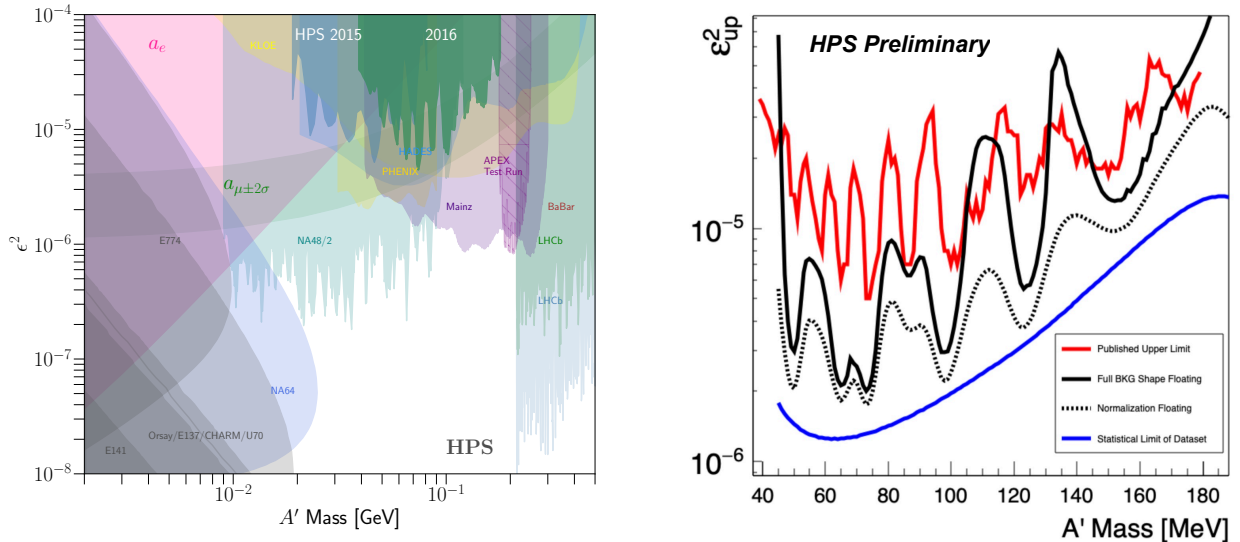 10⁻⁴
10⁻⁵
10⁻⁶
10⁻⁷
10⁻⁸
ϵ²
a_e
KLOE
HPS 2015
2016
HADES
PHENIX
APEX
Test Run
a_{μ±2σ}
Mainz
BaBar
E774
NA48/2
LHCb
LHCb
NA64
Orsay/E137/CHARM/U70
E141
HPS
10⁻²
10⁻¹
A′ Mass [GeV]
ε²_up
HPS Preliminary
10⁻⁵
10⁻⁶
Published Upper Limit
Full BKG Shape Floating
Normalization Floating
Statistical Limit of Dataset
40 60 80 100 120 140 160 180
A' Mass [MeV]